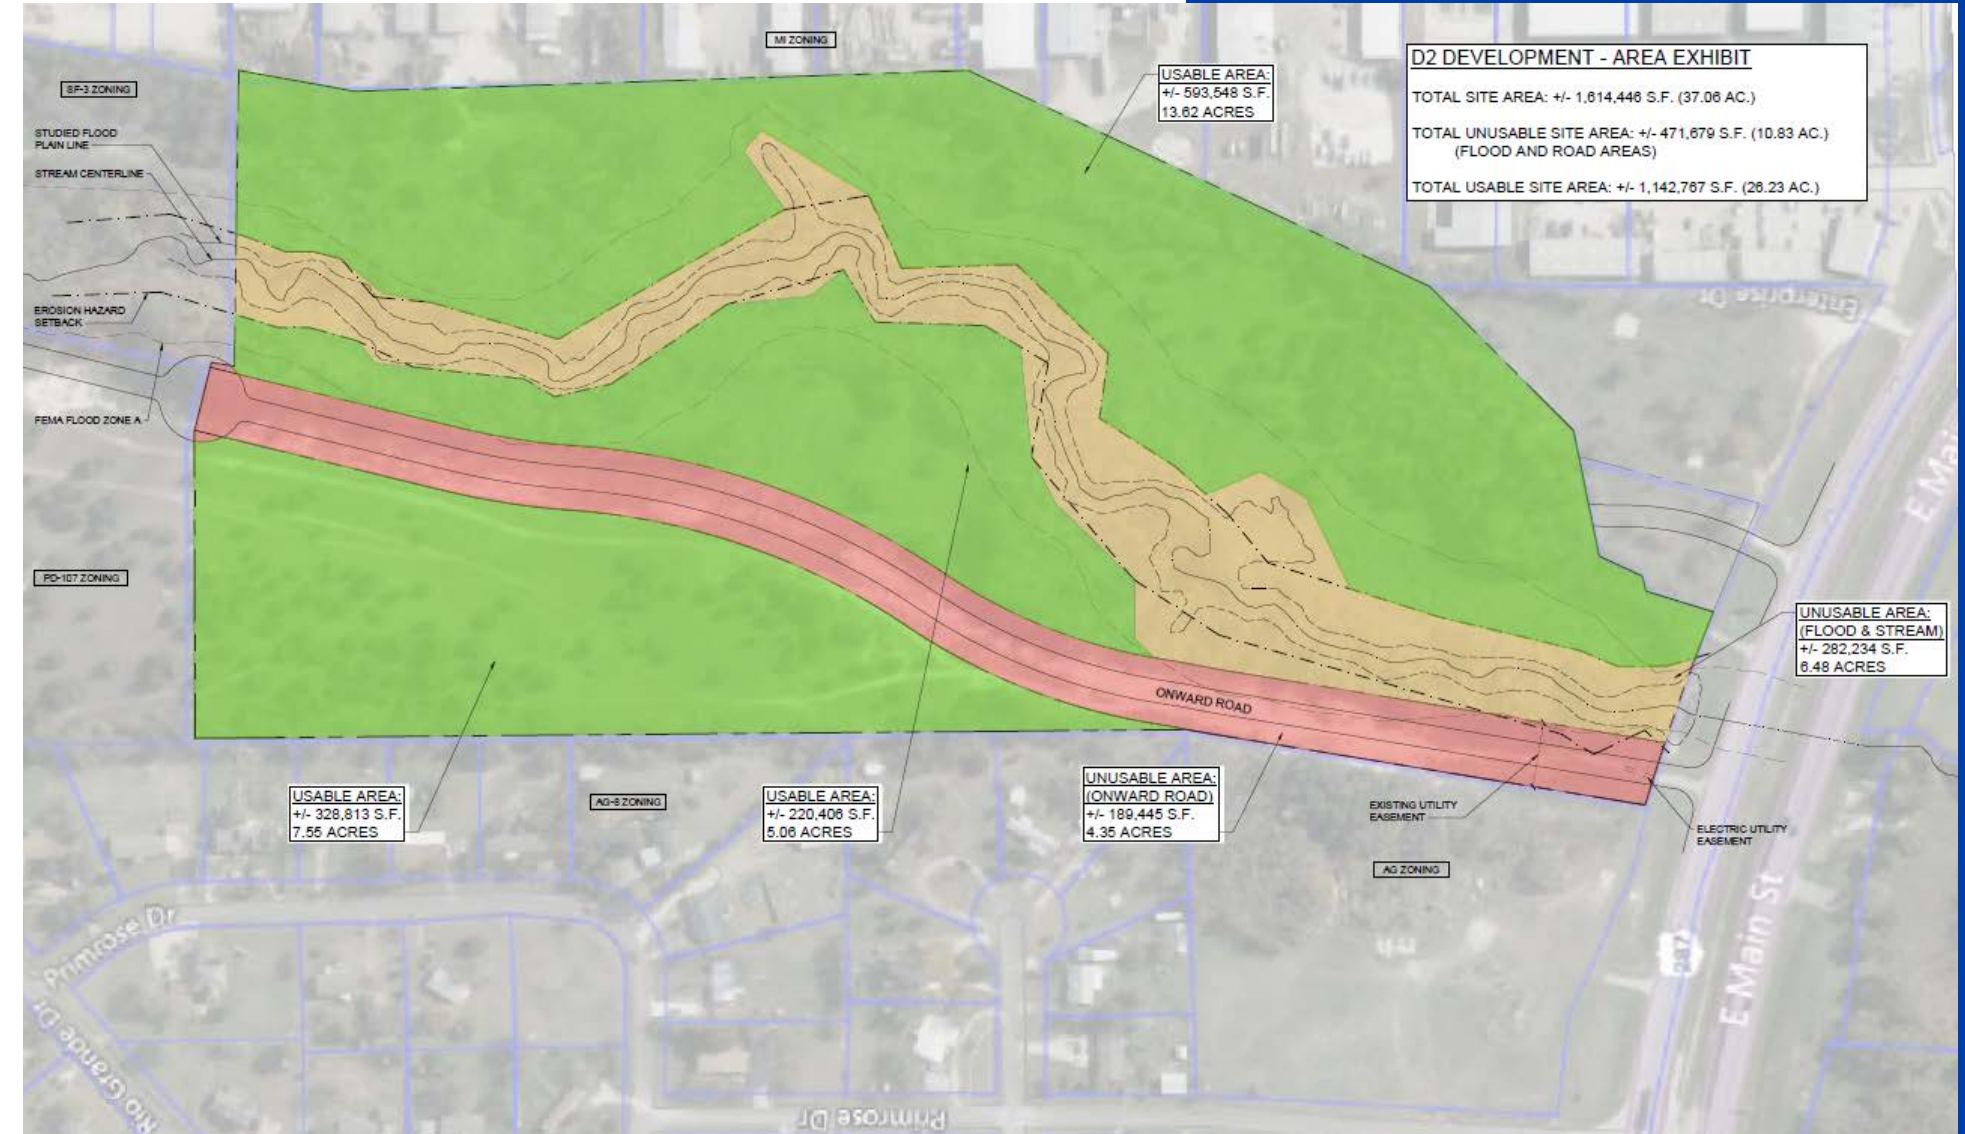 MI ZONING
D2 DEVELOPMENT - AREA EXHIBIT
TOTAL SITE AREA: +/- 1,614,446 S.F. (37.06 AC.)
TOTAL UNUSABLE SITE AREA: +/- 471,679 S.F. (10.83 AC.)
(FLOOD AND ROAD AREAS)
TOTAL USABLE SITE AREA: +/- 1,142,767 S.F. (26.23 AC.)
USABLE AREA:
+/- 593,548 S.F.
13.62 ACRES
SF-3 ZONING
STUDIED FLOOD
PLAIN LINE
STREAM CENTERLINE
EROSION HAZARD
SETBACK
FEMA FLOOD ZONE A
Enterprise Dr
E Mai
PD-107 ZONING
UNUSABLE AREA:
(FLOOD & STREAM)
+/- 282,234 S.F.
6.48 ACRES
ONWARD ROAD
USABLE AREA:
+/- 328,813 S.F.
7.55 ACRES
AG-8 ZONING
USABLE AREA:
+/- 220,406 S.F.
5.06 ACRES
UNUSABLE AREA:
(ONWARD ROAD)
+/- 189,445 S.F.
4.35 ACRES
EXISTING UTILITY
EASEMENT
ELECTRIC UTILITY
EASEMENT
AG ZONING
Primrose Dr
Rio Grande Dr
287
E Main St
Primrose Dr